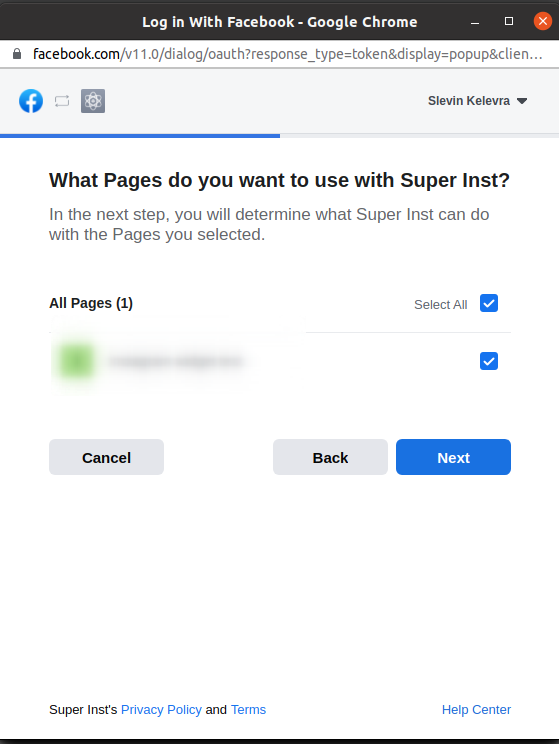 Log in With Facebook - Google Chrome
facebook.com/v11.0/dialog/oauth?response_type=token&display=popup&clien...
Slevin Kelevra
What Pages do you want to use with Super Inst?
In the next step, you will determine what Super Inst can do
with the Pages you selected.
All Pages (1)
Select All
Cancel
Back
Next
Super Inst's Privacy Policy and Terms
Help Center